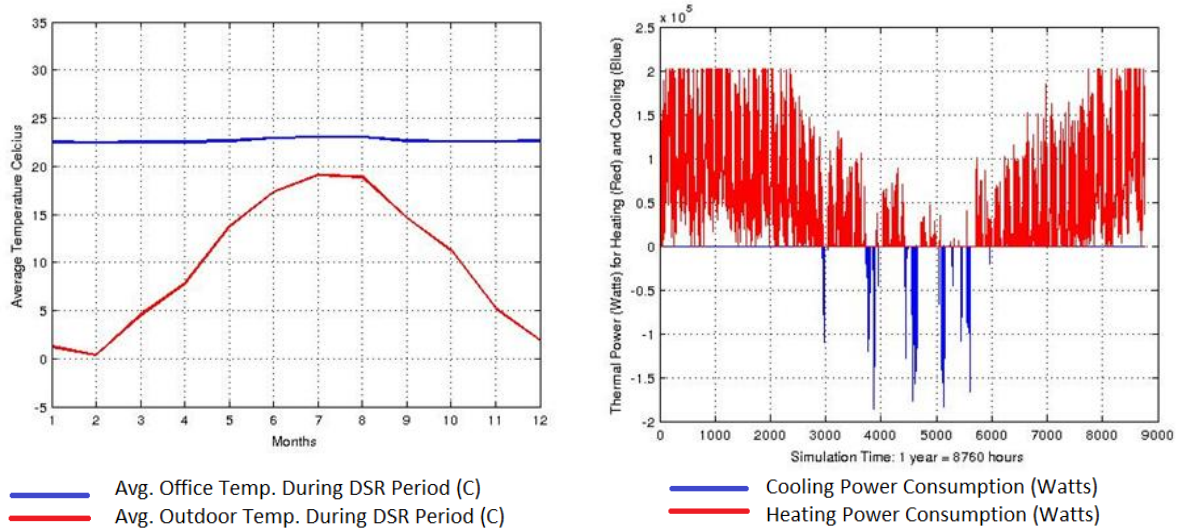 35
30
25
20
15
10
5
0
-5
1 2 3 4 5 6 7 8 9 10 11 12
Average Temperature Celcius
Months
Avg. Office Temp. During DSR Period (C)
Avg. Outdoor Temp. During DSR Period (C)
x 10^5
2.5
2
1.5
1
0.5
0
-0.5
-1
-1.5
-2
0 1000 2000 3000 4000 5000 6000 7000 8000 9000
Thermal Power (Watts) for Heating (Red) and Cooling (Blue)
Simulation Time: 1 year = 8760 hours
Cooling Power Consumption (Watts)
Heating Power Consumption (Watts)